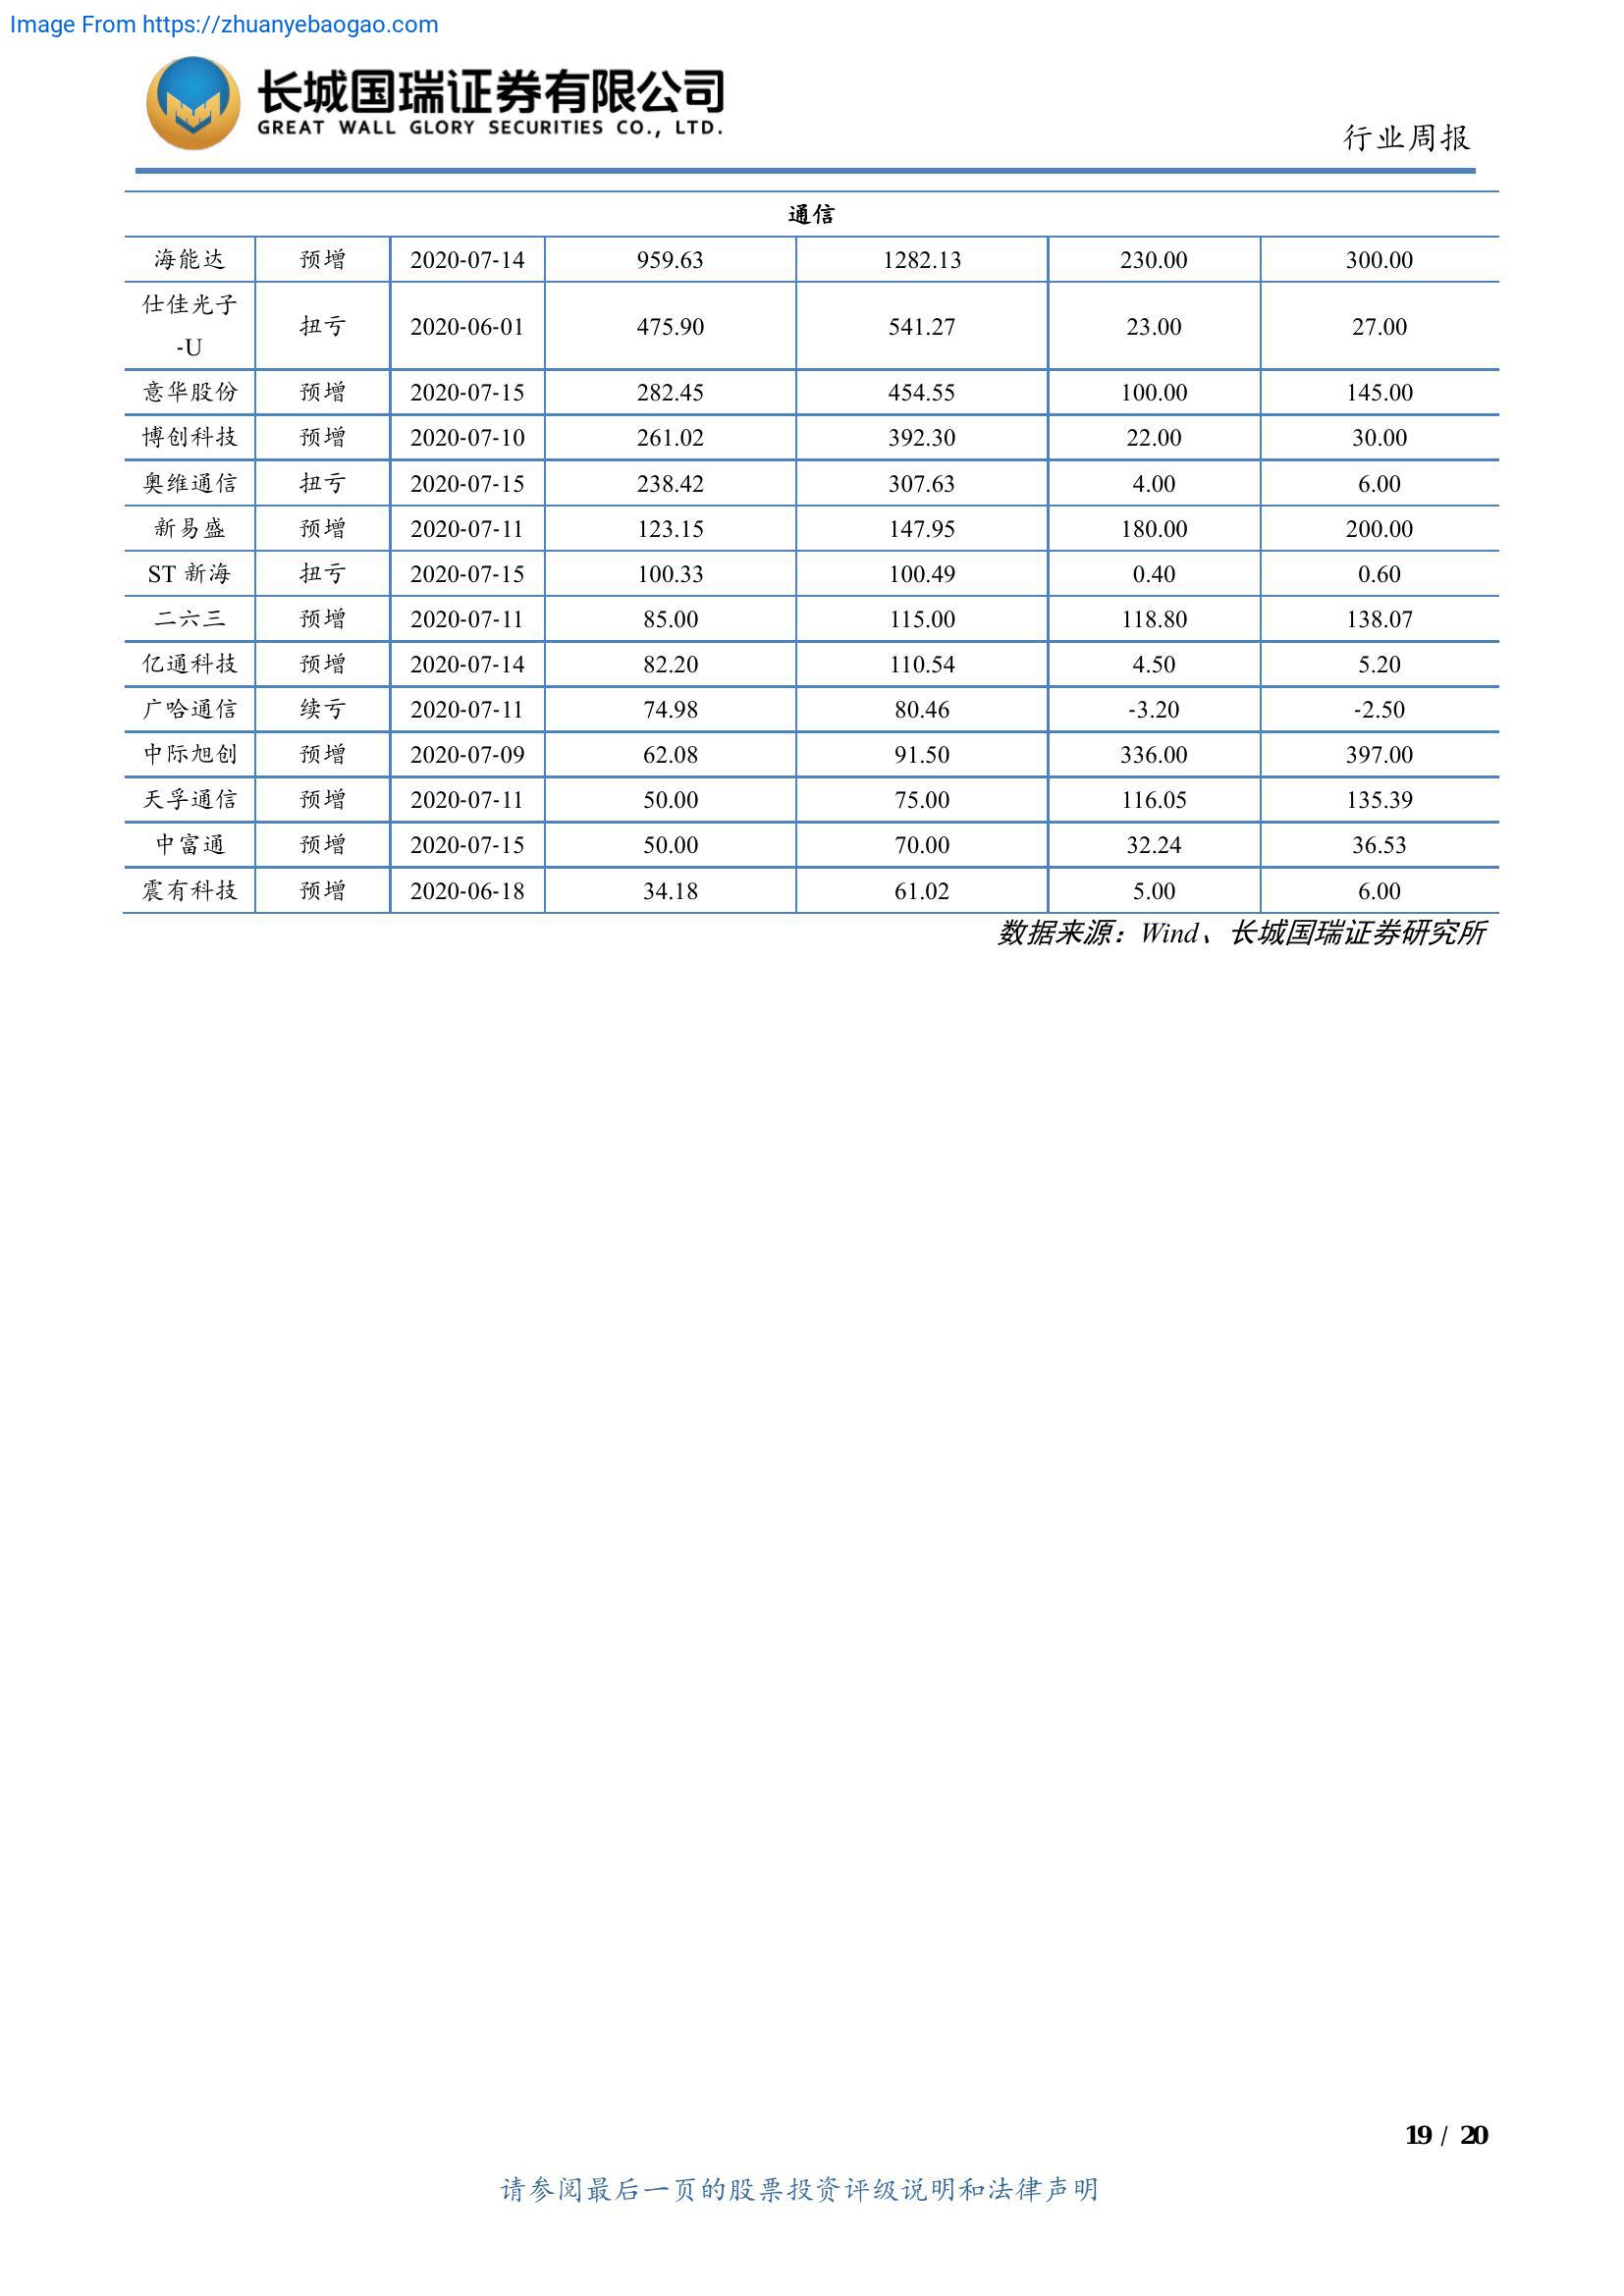 Image From https://zhuanyebaogao.com
长城国瑞证券有限公司
GREAT WALL GLORY SECURITIES CO., LTD.
行业周报
通信
海能达 预增 2020-07-14 959.63 1282.13 230.00 300.00
仕佳光子
-U 扭亏 2020-06-01 475.90 541.27 23.00 27.00
意华股份 预增 2020-07-15 282.45 454.55 100.00 145.00
博创科技 预增 2020-07-10 261.02 392.30 22.00 30.00
奥维通信 扭亏 2020-07-15 238.42 307.63 4.00 6.00
新易盛 预增 2020-07-11 123.15 147.95 180.00 200.00
ST 新海 扭亏 2020-07-15 100.33 100.49 0.40 0.60
二六三 预增 2020-07-11 85.00 115.00 118.80 138.07
亿通科技 预增 2020-07-14 82.20 110.54 4.50 5.20
广哈通信 续亏 2020-07-11 74.98 80.46 -3.20 -2.50
中际旭创 预增 2020-07-09 62.08 91.50 336.00 397.00
天孚通信 预增 2020-07-11 50.00 75.00 116.05 135.39
中富通 预增 2020-07-15 50.00 70.00 32.24 36.53
震有科技 预增 2020-06-18 34.18 61.02 5.00 6.00
数据来源：Wind、长城国瑞证券研究所
19 / 20
请参阅最后一页的股票投资评级说明和法律声明